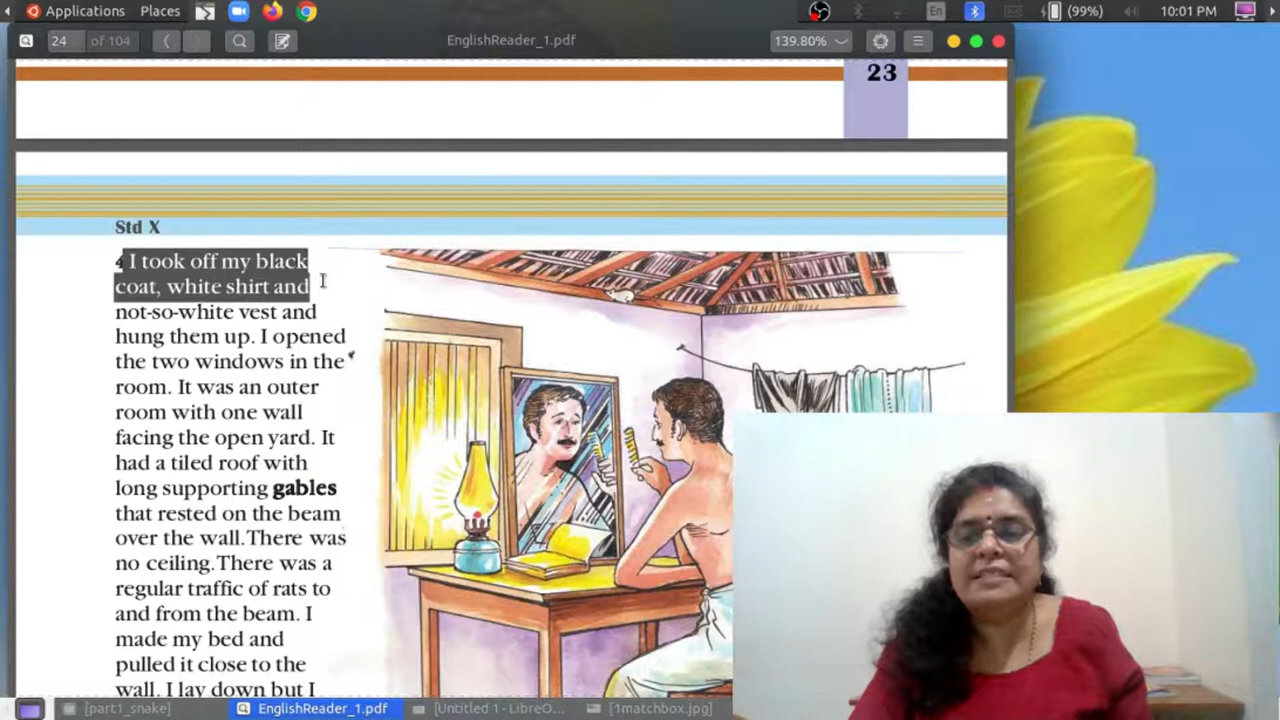 Applications Places En (99%) 10:01 PM
24 of 104 EnglishReader_1.pdf 139.80%
23
Std X
4 I took off my black
coat, white shirt and
not-so-white vest and
hung them up. I opened
the two windows in the
room. It was an outer
room with one wall
facing the open yard. It
had a tiled roof with
long supporting gables
that rested on the beam
over the wall.There was
no ceiling.There was a
regular traffic of rats to
and from the beam. I
made my bed and
pulled it close to the
wall. I lay down but I
[part1_snake] EnglishReader_1.pdf [Untitled 1 - LibreO... [1matchbox.jpg]